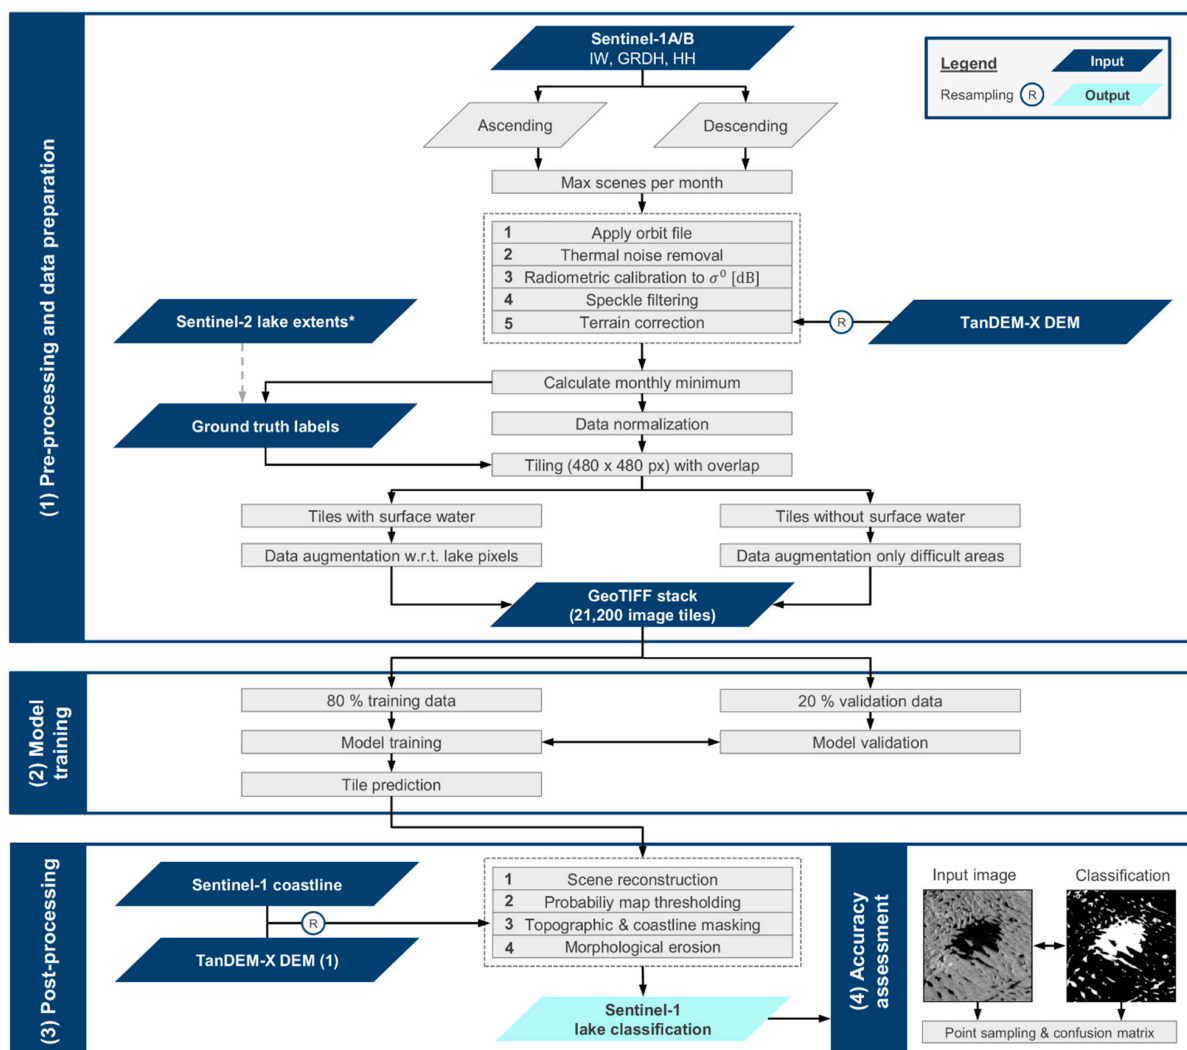 (1) Pre-processing and data preparation
Sentinel-1A/B
IW, GRDH, HH
Legend
Input
Resampling R
Output
Ascending
Descending
Max scenes per month
1 Apply orbit file
2 Thermal noise removal
3 Radiometric calibration to σ⁰ [dB]
4 Speckle filtering
5 Terrain correction
R
TanDEM-X DEM
Sentinel-2 lake extents*
Calculate monthly minimum
Ground truth labels
Data normalization
Tiling (480 x 480 px) with overlap
Tiles with surface water
Tiles without surface water
Data augmentation w.r.t. lake pixels
Data augmentation only difficult areas
GeoTIFF stack
(21,200 image tiles)
(2) Model
training
80 % training data
20 % validation data
Model training
Model validation
Tile prediction
(3) Post-processing
Sentinel-1 coastline
R
TanDEM-X DEM (1)
1 Scene reconstruction
2 Probabiliy map thresholding
3 Topographic & coastline masking
4 Morphological erosion
Sentinel-1
lake classification
(4) Accuracy
assessment
Input image
Classification
Point sampling & confusion matrix